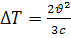 ΔT = 2ϑ²/3c